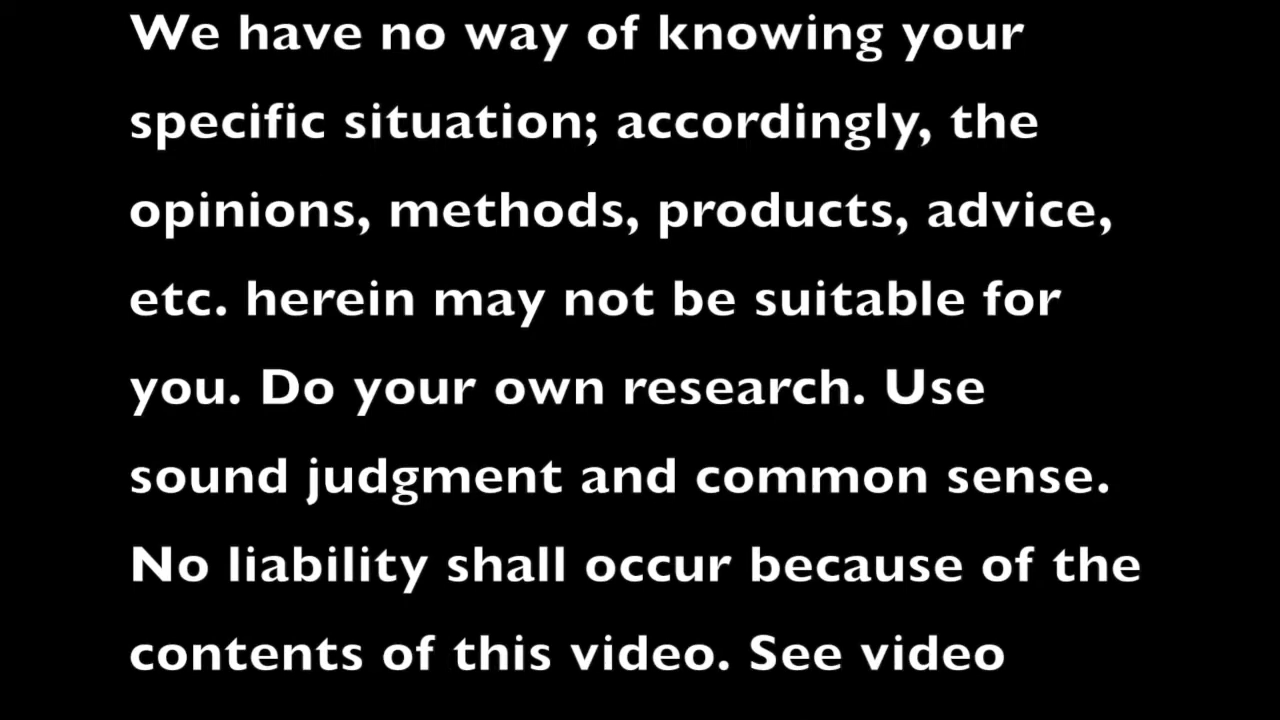 We have no way of knowing your
specific situation; accordingly, the
opinions, methods, products, advice,
etc. herein may not be suitable for
you. Do your own research. Use
sound judgment and common sense.
No liability shall occur because of the
contents of this video. See video